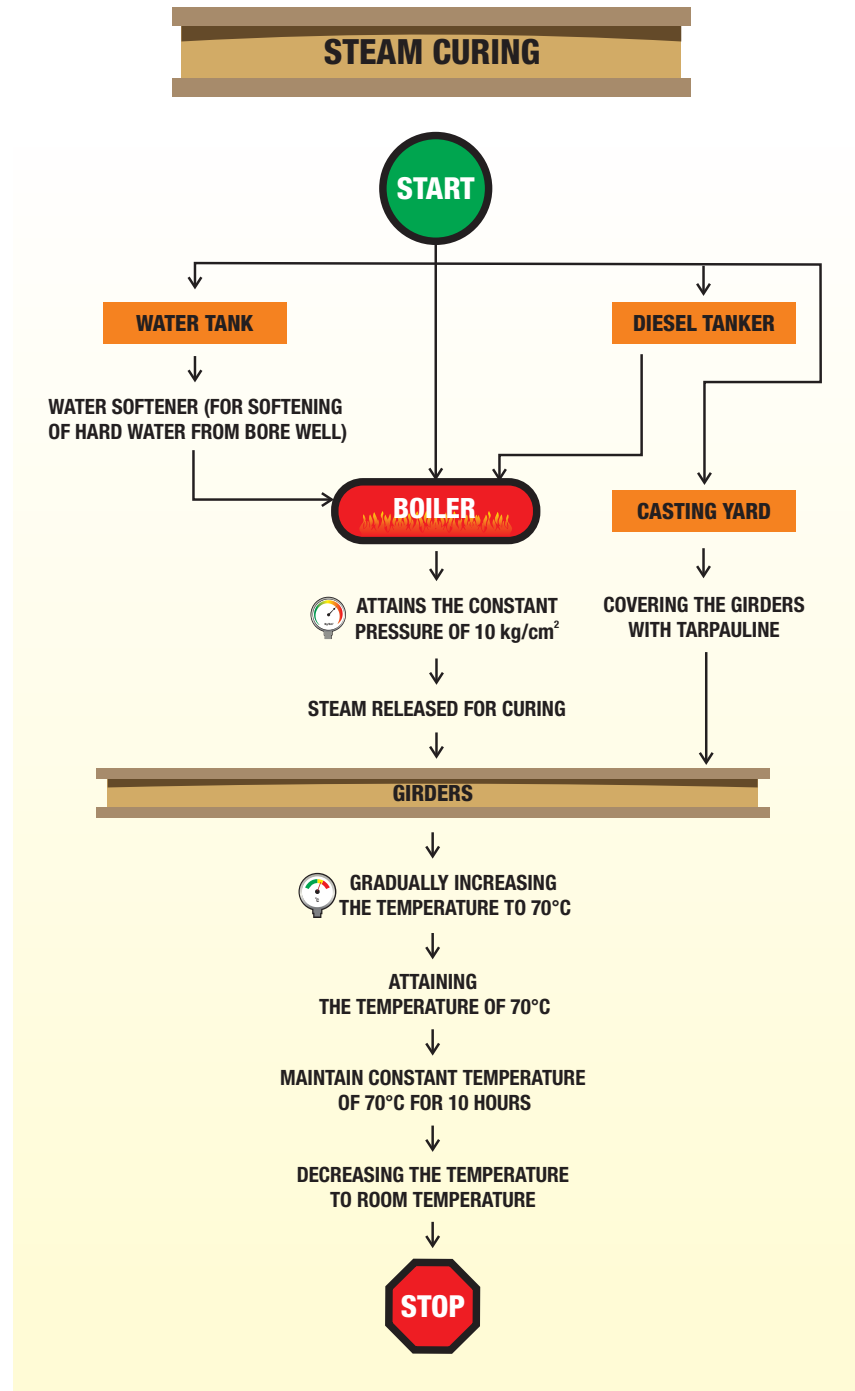 STEAM CURING
START
WATER TANK
DIESEL TANKER
WATER SOFTENER (FOR SOFTENING
OF HARD WATER FROM BORE WELL)
BOILER
CASTING YARD
ATTAINS THE CONSTANT
PRESSURE OF 10 kg/cm²
COVERING THE GIRDERS
WITH TARPAULINE
STEAM RELEASED FOR CURING
GIRDERS
GRADUALLY INCREASING
THE TEMPERATURE TO 70°C
ATTAINING
THE TEMPERATURE OF 70°C
MAINTAIN CONSTANT TEMPERATURE
OF 70°C FOR 10 HOURS
DECREASING THE TEMPERATURE
TO ROOM TEMPERATURE
STOP